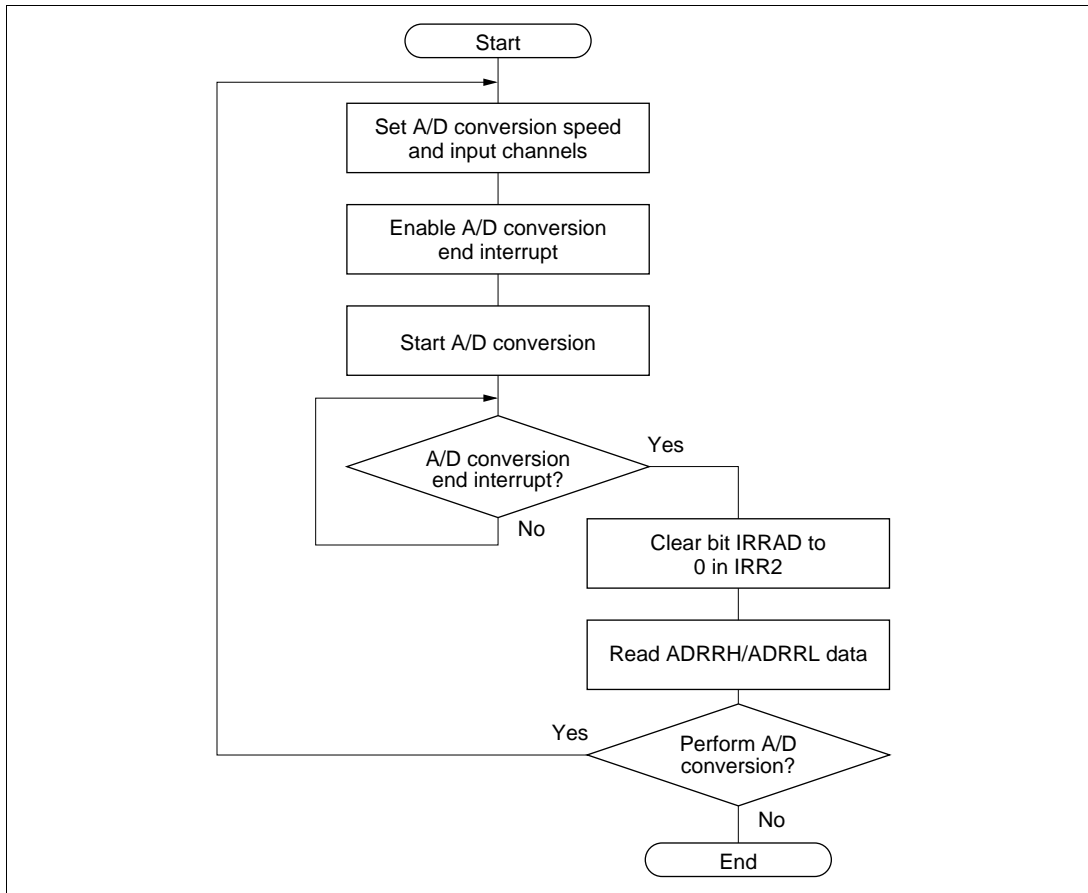 Start
Set A/D conversion speed
and input channels
Enable A/D conversion
end interrupt
Start A/D conversion
A/D conversion
end interrupt?
Yes
No
Clear bit IRRAD to
0 in IRR2
Read ADRRH/ADRRL data
Yes
Perform A/D
conversion?
No
End